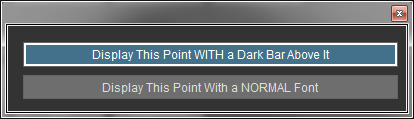 Display This Point WITH a Dark Bar Above It
Display This Point With a NORMAL Font